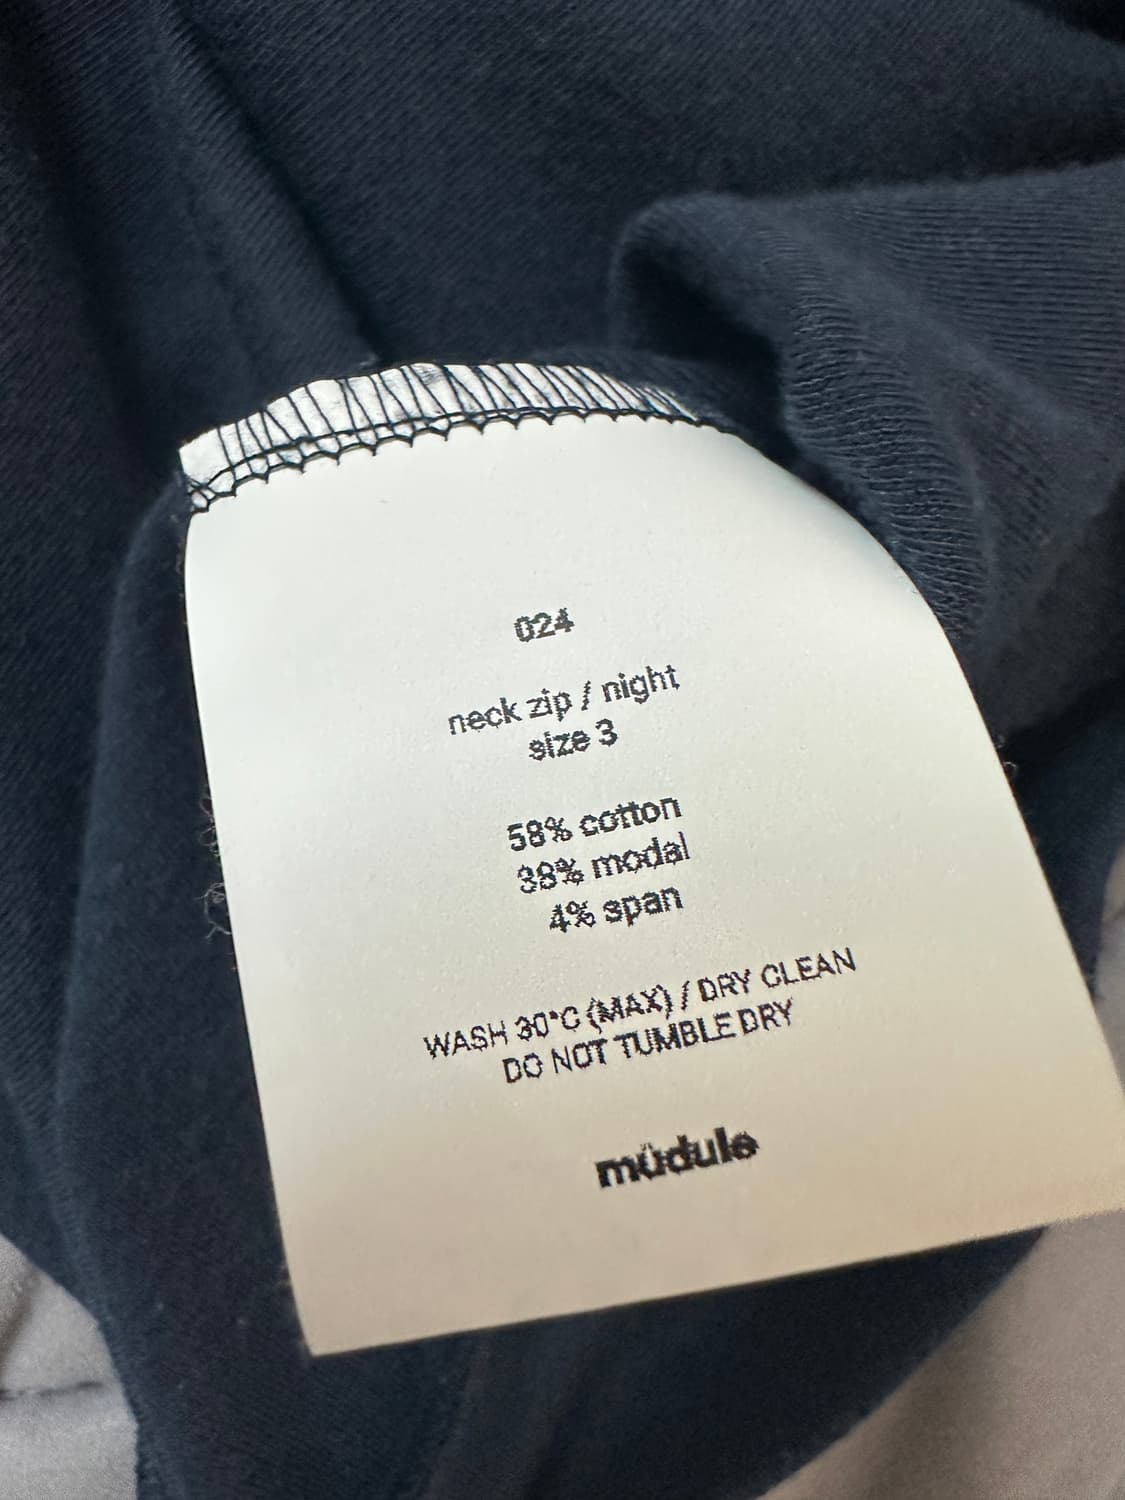 024
neck zip / night
size 3
58% cotton
38% modal
4% span
WASH 30°C (MAX) / DRY CLEAN
DO NOT TUMBLE DRY
müdule